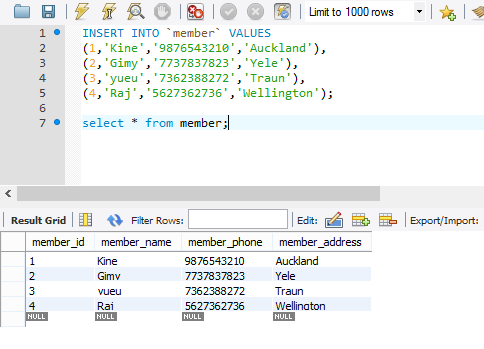 Limit to 1000 rows
1 INSERT INTO `member` VALUES
2 (1,'Kine','9876543210','Auckland'),
3 (2,'Gimy','7737837823','Yele'),
4 (3,'yueu','7362388272','Traun'),
5 (4,'Raj','5627362736','Wellington');
6
7 select * from member;
Result Grid Filter Rows: Edit: Export/Import:
member_id member_name member_phone member_address
1 Kine 9876543210 Auckland
2 Gimy 7737837823 Yele
3 yueu 7362388272 Traun
4 Raj 5627362736 Wellington
NULL NULL NULL NULL